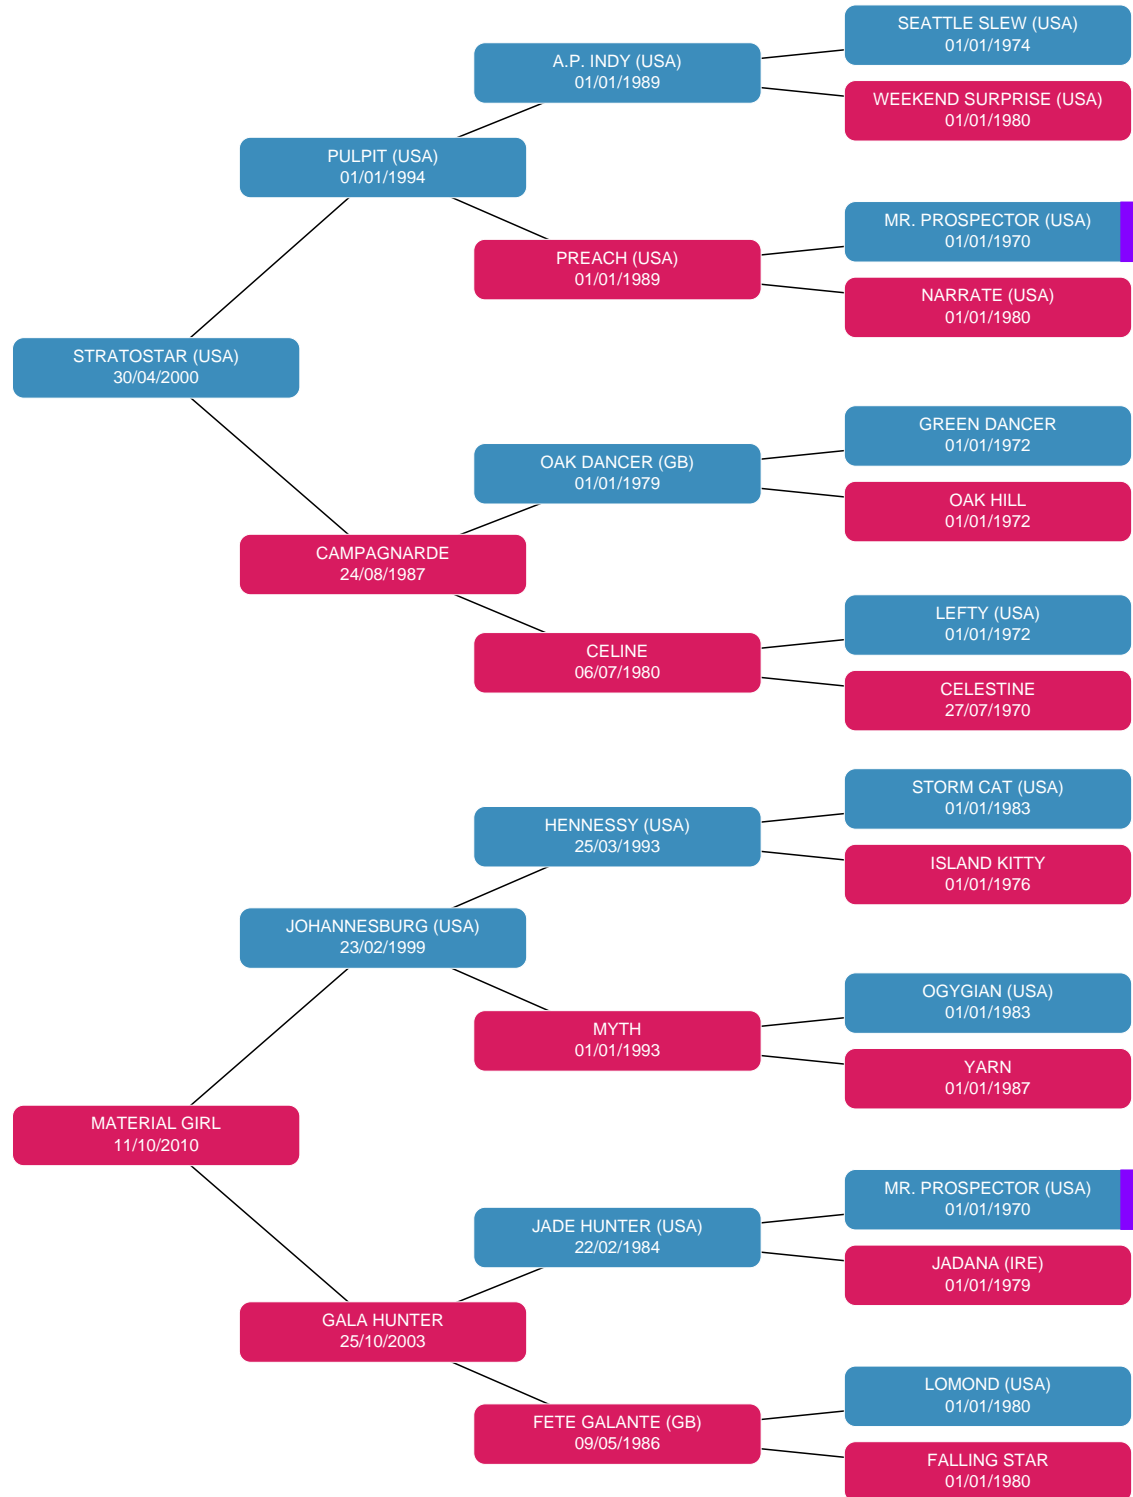 SEATTLE SLEW (USA)
01/01/1974
A.P. INDY (USA)
01/01/1989
WEEKEND SURPRISE (USA)
01/01/1980
PULPIT (USA)
01/01/1994
MR. PROSPECTOR (USA)
01/01/1970
PREACH (USA)
01/01/1989
NARRATE (USA)
01/01/1980
STRATOSTAR (USA)
30/04/2000
GREEN DANCER
01/01/1972
OAK DANCER (GB)
01/01/1979
OAK HILL
01/01/1972
CAMPAGNARDE
24/08/1987
LEFTY (USA)
01/01/1972
CELINE
06/07/1980
CELESTINE
27/07/1970
STORM CAT (USA)
01/01/1983
HENNESSY (USA)
25/03/1993
ISLAND KITTY
01/01/1976
JOHANNESBURG (USA)
23/02/1999
OGYGIAN (USA)
01/01/1983
MYTH
01/01/1993
YARN
01/01/1987
MATERIAL GIRL
11/10/2010
MR. PROSPECTOR (USA)
01/01/1970
JADE HUNTER (USA)
22/02/1984
JADANA (IRE)
01/01/1979
GALA HUNTER
25/10/2003
LOMOND (USA)
01/01/1980
FETE GALANTE (GB)
09/05/1986
FALLING STAR
01/01/1980